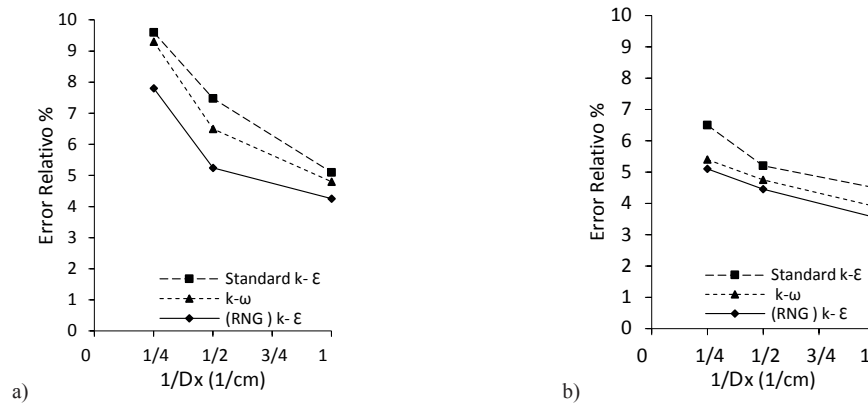 10
9
8
7
6
5
4
3
2
1
0
Error Relativo %
Standard k- Ɛ
k-ω
(RNG ) k- Ɛ
0 1/4 1/2 3/4 1
1/Dx (1/cm)
a)
10
9
8
7
6
5
4
3
2
1
0
Error Relativo %
Standard k-Ɛ
k-ω
(RNG) k- Ɛ
0 1/4 1/2 3/4 1
1/Dx (1/cm)
b)